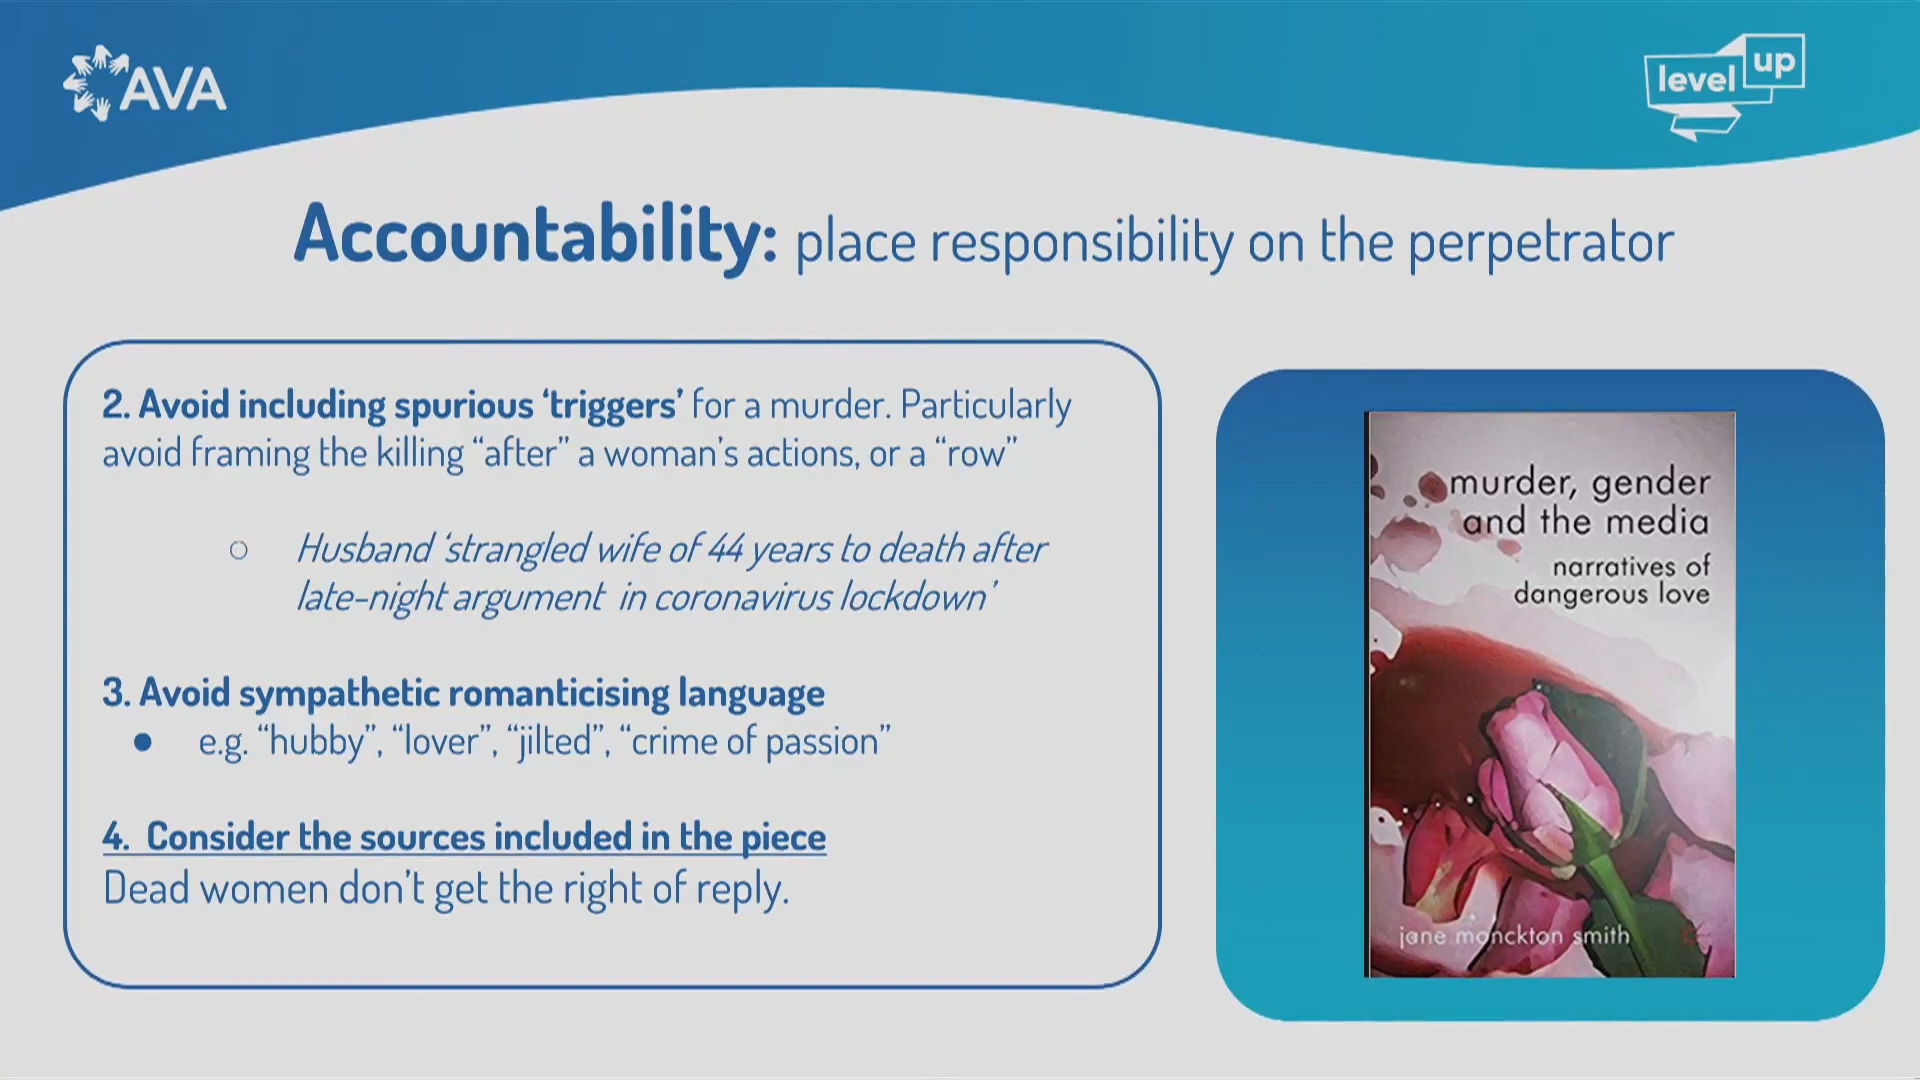 AVA
level up
Accountability: place responsibility on the perpetrator
2. Avoid including spurious ‘triggers’ for a murder. Particularly
avoid framing the killing “after” a woman’s actions, or a “row”
Husband ‘strangled wife of 44 years to death after
late-night argument in coronavirus lockdown’
3. Avoid sympathetic romanticising language
e.g. “hubby”, “lover”, “jilted”, “crime of passion”
4. Consider the sources included in the piece
Dead women don’t get the right of reply.
murder, gender
and the media
narratives of
dangerous love
jane monckton smith